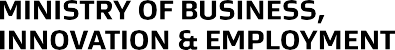 MINISTRY OF BUSINESS,
INNOVATION & EMPLOYMENT